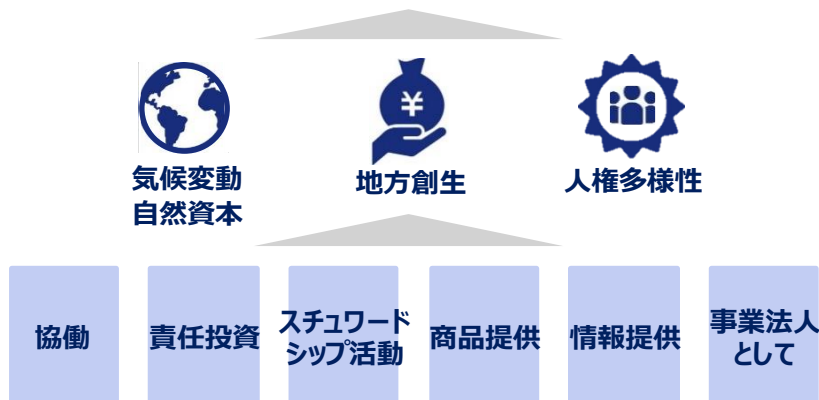 ¥
気候変動
自然資本
地方創生
人権多様性
協働
責任投資
スチュワード
シップ活動
商品提供
情報提供
事業法人
として